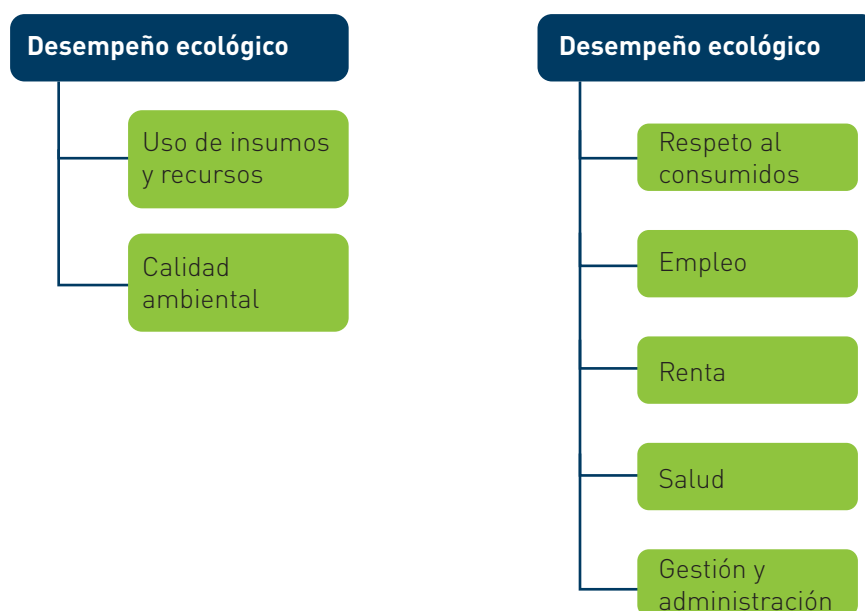 Desempeño ecológico
Uso de insumos
y recursos
Calidad
ambiental
Desempeño ecológico
Respeto al
consumidos
Empleo
Renta
Salud
Gestión y
administración